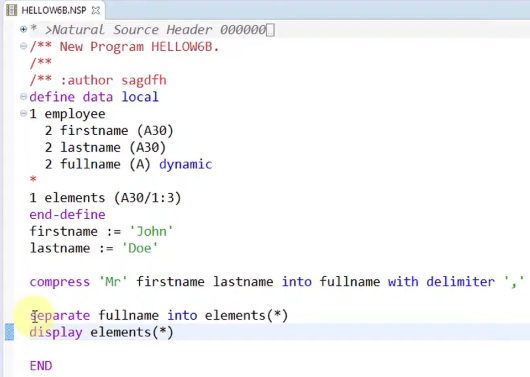 HELLOW6B.NSP
* >Natural Source Header 000000
/** New Program HELLOW6B.
/**
/** :author sagdfh
define data local
1 employee
2 firstname (A30)
2 lastname (A30)
2 fullname (A) dynamic
*
1 elements (A30/1:3)
end-define
firstname := 'John'
lastname := 'Doe'
compress 'Mr' firstname lastname into fullname with delimiter ','
separate fullname into elements(*)
display elements(*)
END